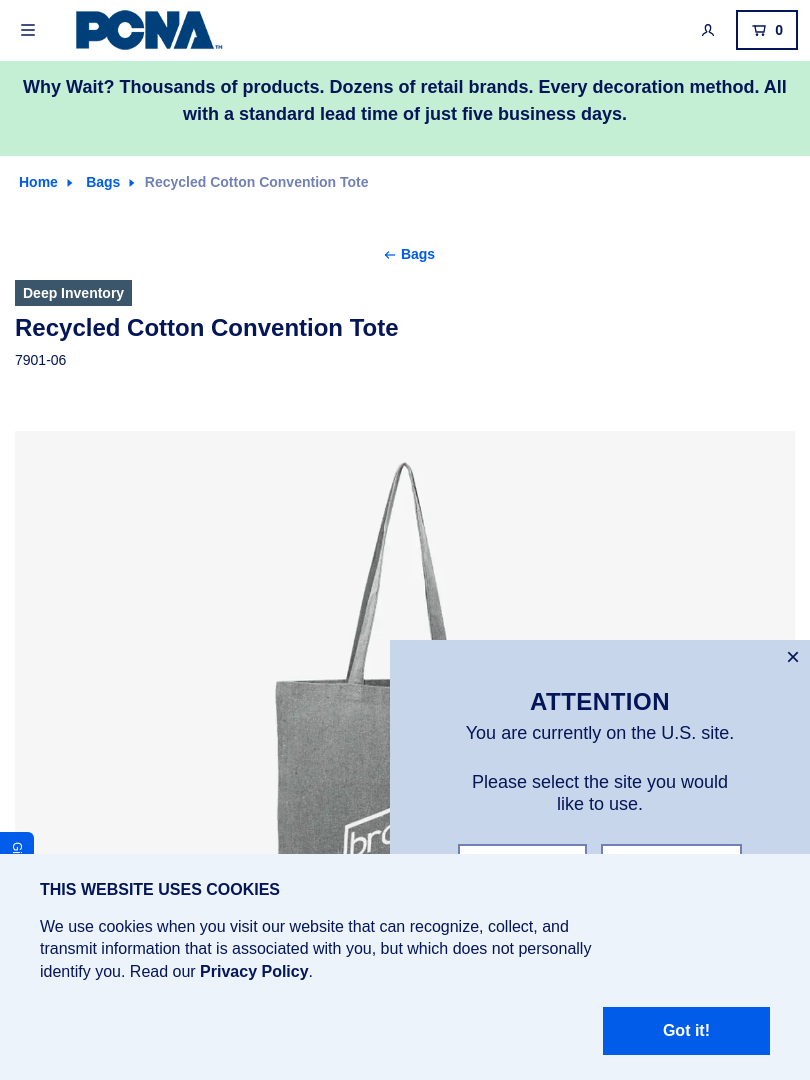 PCNA™
0
Why Wait? Thousands of products. Dozens of retail brands. Every decoration method. All
with a standard lead time of just five business days.
Home Bags Recycled Cotton Convention Tote
Bags
Deep Inventory
Recycled Cotton Convention Tote
7901-06
ATTENTION
You are currently on the U.S. site.
Please select the site you would
like to use.
THIS WEBSITE USES COOKIES
We use cookies when you visit our website that can recognize, collect, and
transmit information that is associated with you, but which does not personally
identify you. Read our Privacy Policy.
Got it!